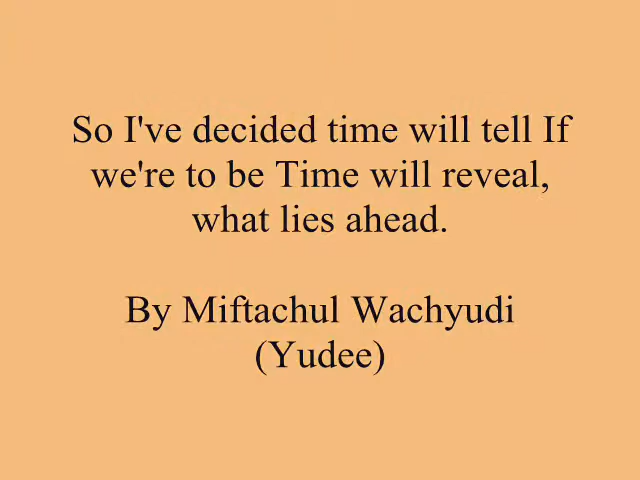 So I've decided time will tell If
we're to be Time will reveal,
what lies ahead.
By Miftachul Wachyudi
(Yudee)